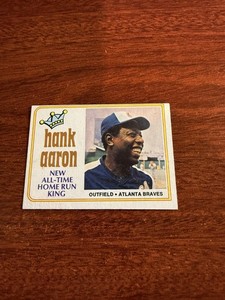 hank
aaron
NEW
ALL-TIME
HOME RUN
KING
OUTFIELD • ATLANTA BRAVES